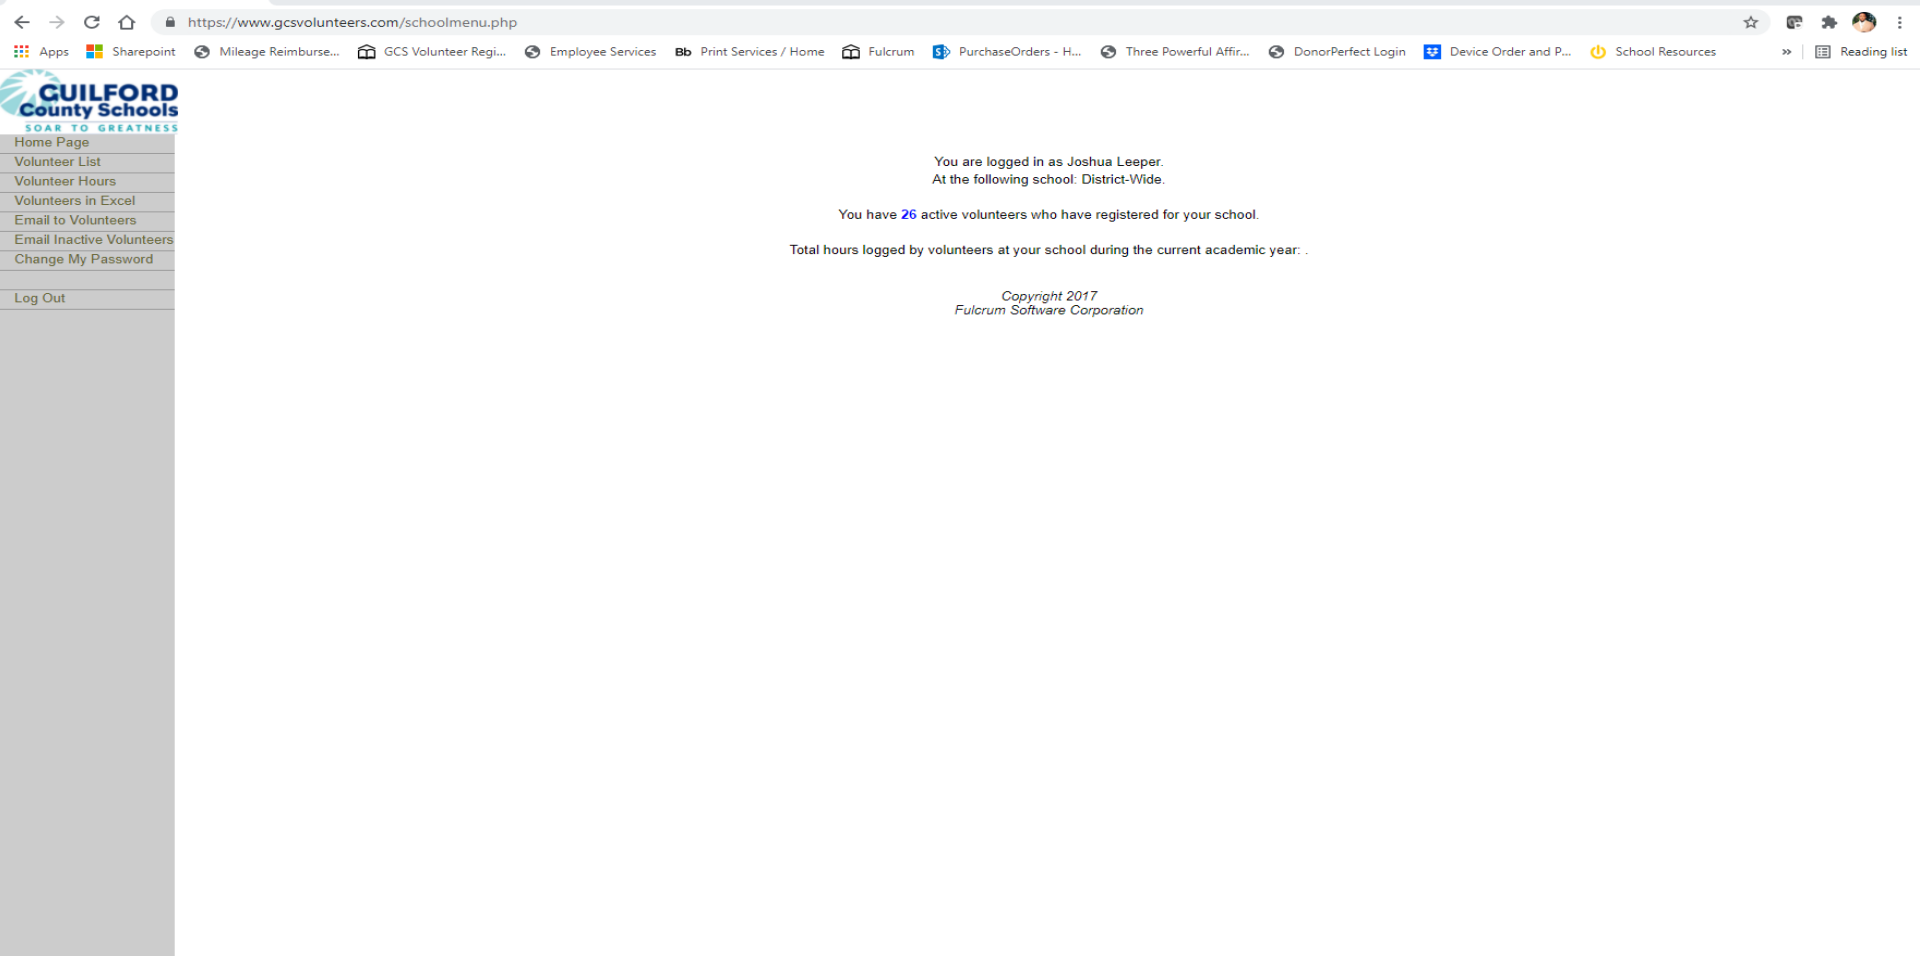 https://www.gcsvolunteers.com/schoolmenu.php
Apps Sharepoint Mileage Reimburse... GCS Volunteer Regi... Employee Services Bb Print Services / Home Fulcrum PurchaseOrders - H... Three Powerful Affir... DonorPerfect Login Device Order and P... School Resources » Reading list
GUILFORD
County Schools
SOAR TO GREATNESS
Home Page
Volunteer List
Volunteer Hours
Volunteers in Excel
Email to Volunteers
Email Inactive Volunteers
Change My Password
Log Out
You are logged in as Joshua Leeper.
At the following school: District-Wide.
You have 26 active volunteers who have registered for your school.
Total hours logged by volunteers at your school during the current academic year: .
Copyright 2017
Fulcrum Software Corporation